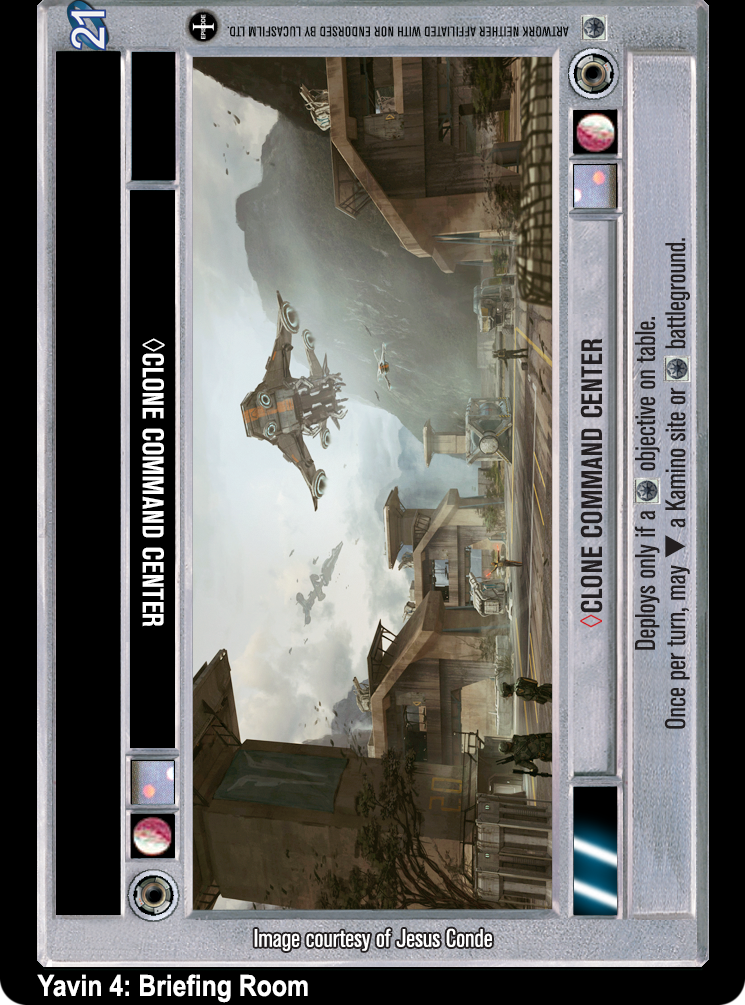 21
EPISODE I
ARTWORK NEITHER AFFILIATED WITH NOR ENDORSED BY LUCASFILM LTD.
◊CLONE COMMAND CENTER
◊CLONE COMMAND CENTER
Deploys only if a objective on table.
Once per turn, may ▼ a Kamino site or battleground.
20
Image courtesy of Jesus Conde
Yavin 4: Briefing Room